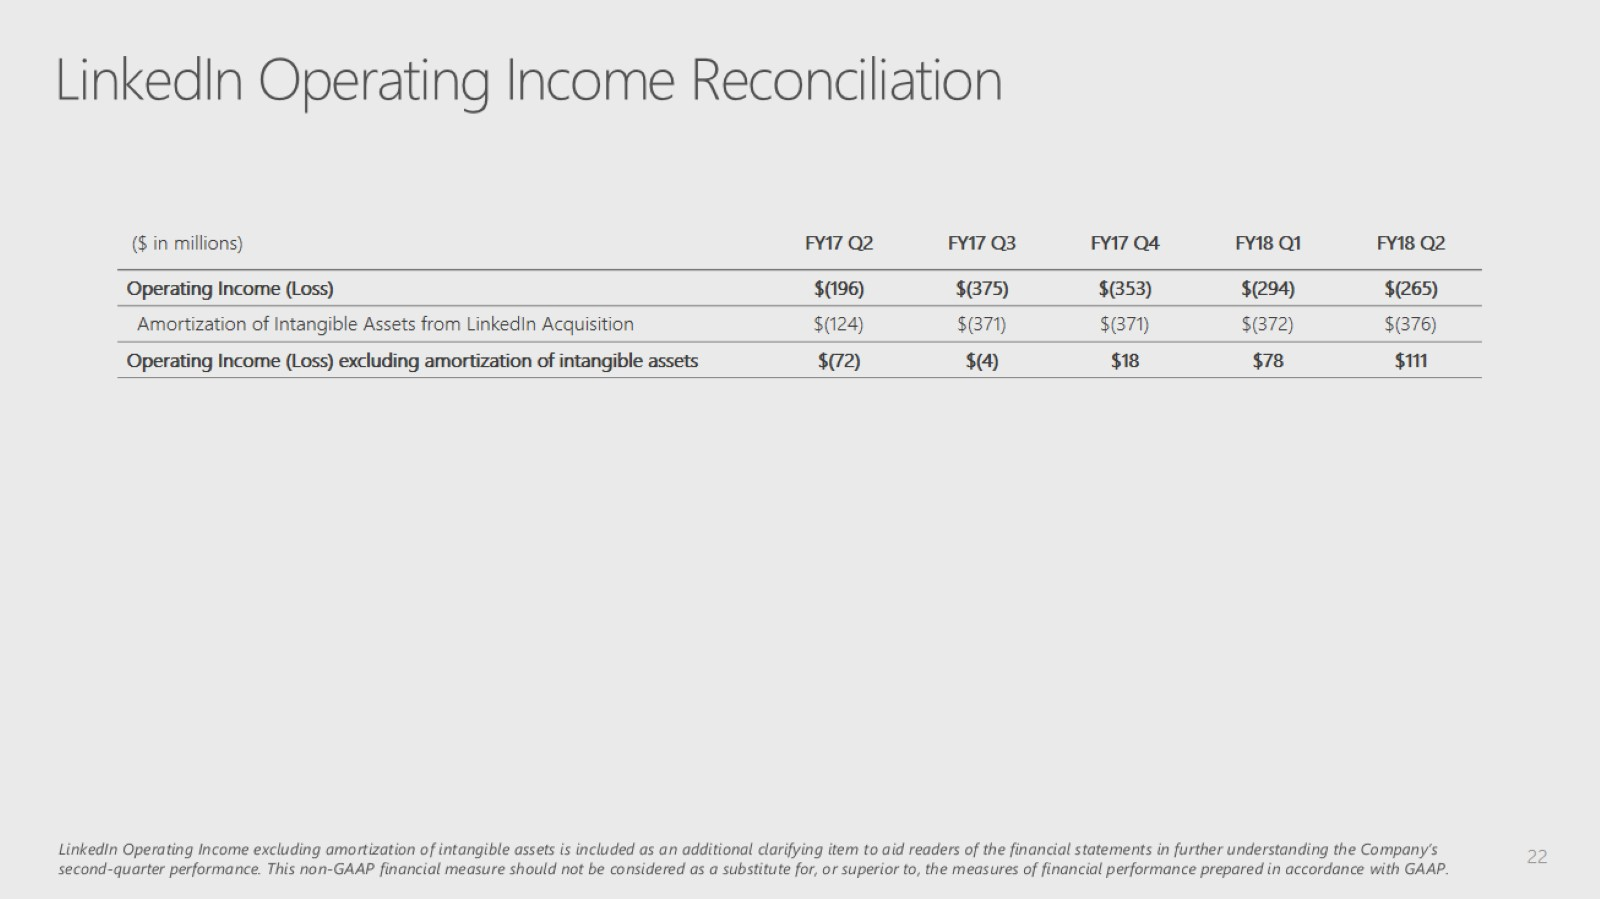 LinkedIn Operating Income Reconciliation
($ in millions) FY17 Q2 FY17 Q3 FY17 Q4 FY18 Q1 FY18 Q2
Operating Income (Loss) $(196) $(375) $(353) $(294) $(265)
Amortization of Intangible Assets from LinkedIn Acquisition $(124) $(371) $(371) $(372) $(376)
Operating Income (Loss) excluding amortization of intangible assets $(72) $(4) $18 $78 $111
LinkedIn Operating Income excluding amortization of intangible assets is included as an additional clarifying item to aid readers of the financial statements in further understanding the Company's
second-quarter performance. This non-GAAP financial measure should not be considered as a substitute for, or superior to, the measures of financial performance prepared in accordance with GAAP.
22